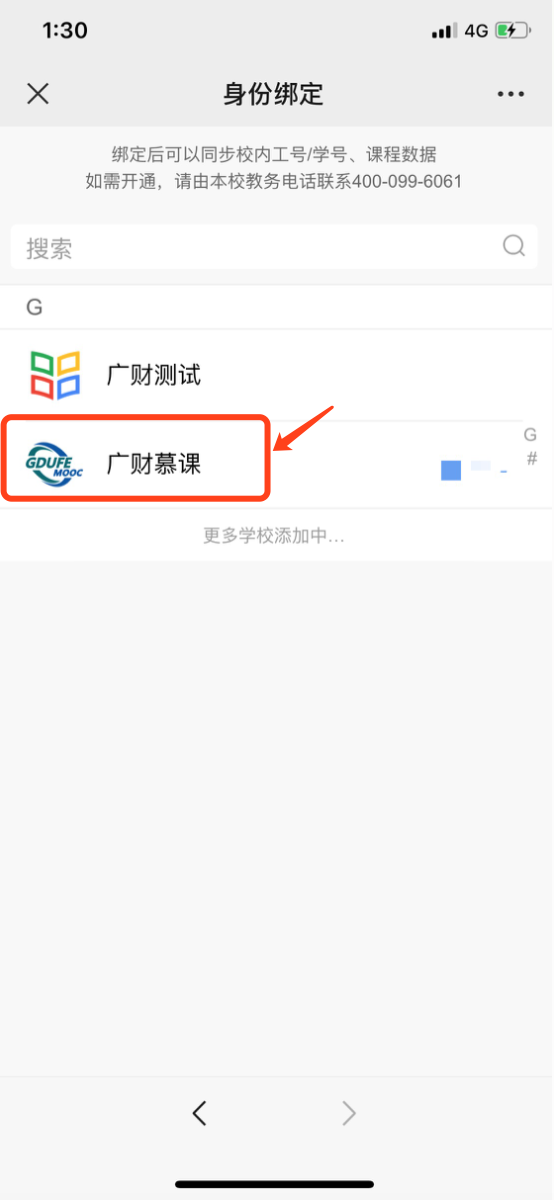 1:30
4G
身份绑定
绑定后可以同步校内工号/学号、课程数据
如需开通，请由本校教务电话联系400-099-6061
搜索
G
广财测试
GDUFE
MOOC
广财慕课
G
#
更多学校添加中...